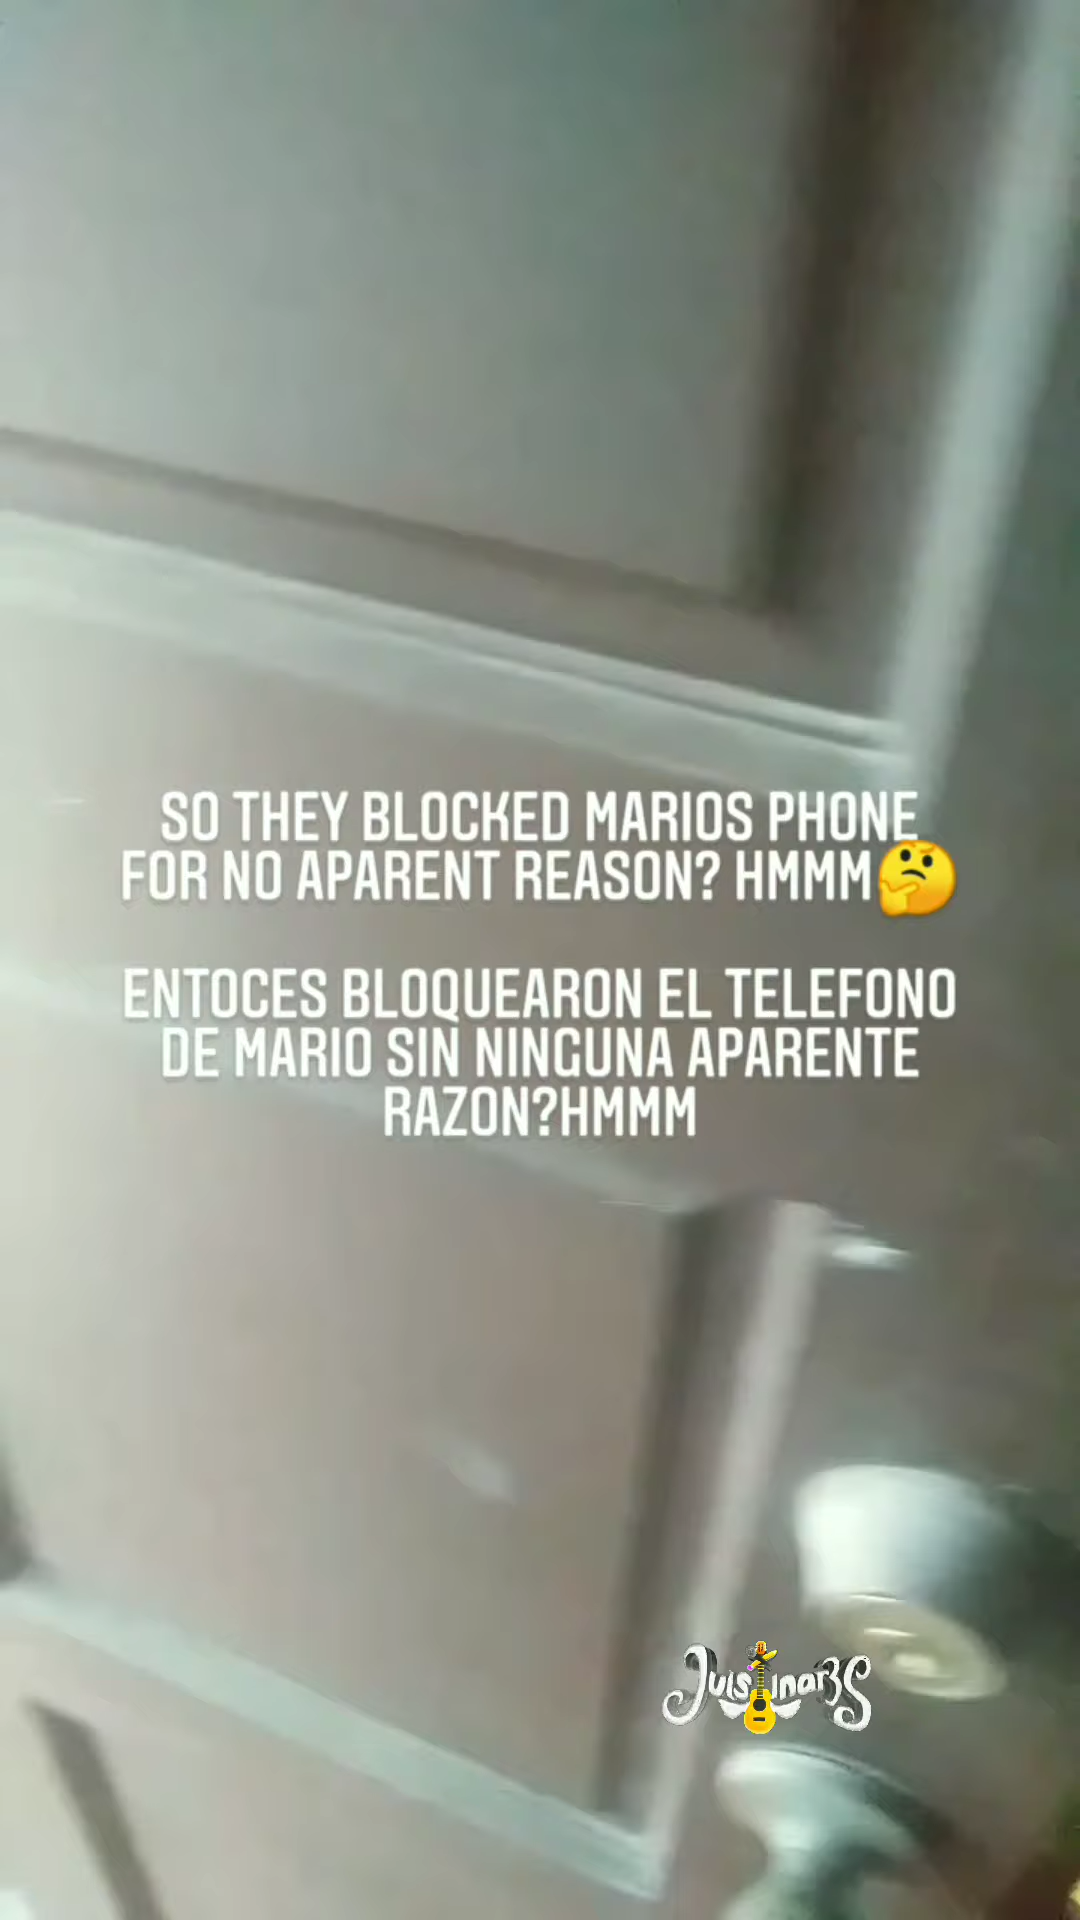 SO THEY BLOCKED MARIOS PHONE
FOR NO APARENT REASON? HMMM🤔
ENTOCES BLOQUEARON EL TELEFONO
DE MARIO SIN NINGUNA APARENTE
RAZON?HMMM